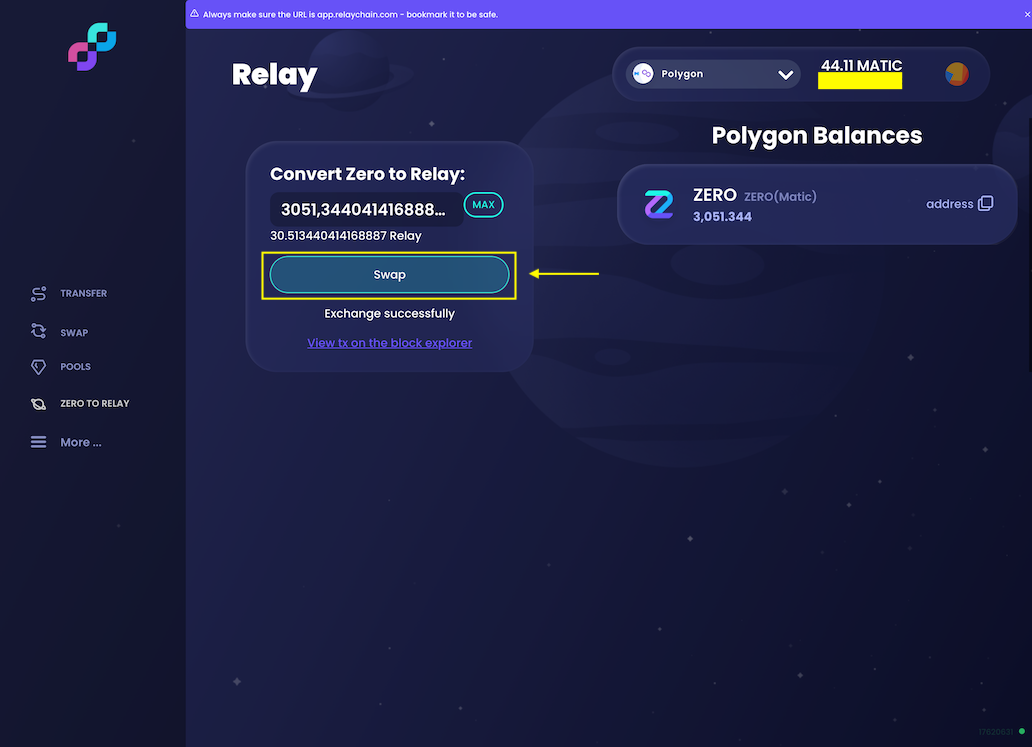 Always make sure the URL is app.relaychain.com - bookmark it to be safe.
Relay
Polygon
44.11 MATIC
Polygon Balances
Convert Zero to Relay:
3051,344041416888...
MAX
30.513440414168887 Relay
Swap
Exchange successfully
View tx on the block explorer
ZERO ZERO(Matic)
3,051.344
address
TRANSFER
SWAP
POOLS
ZERO TO RELAY
More ...